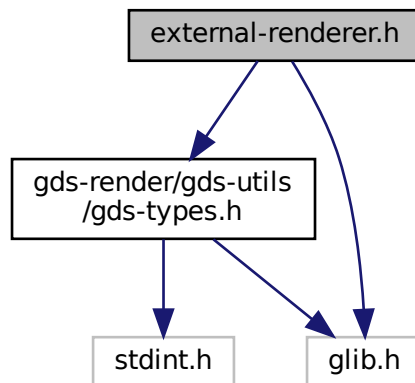 external-renderer.h
gds-render/gds-utils
/gds-types.h
stdint.h
glib.h